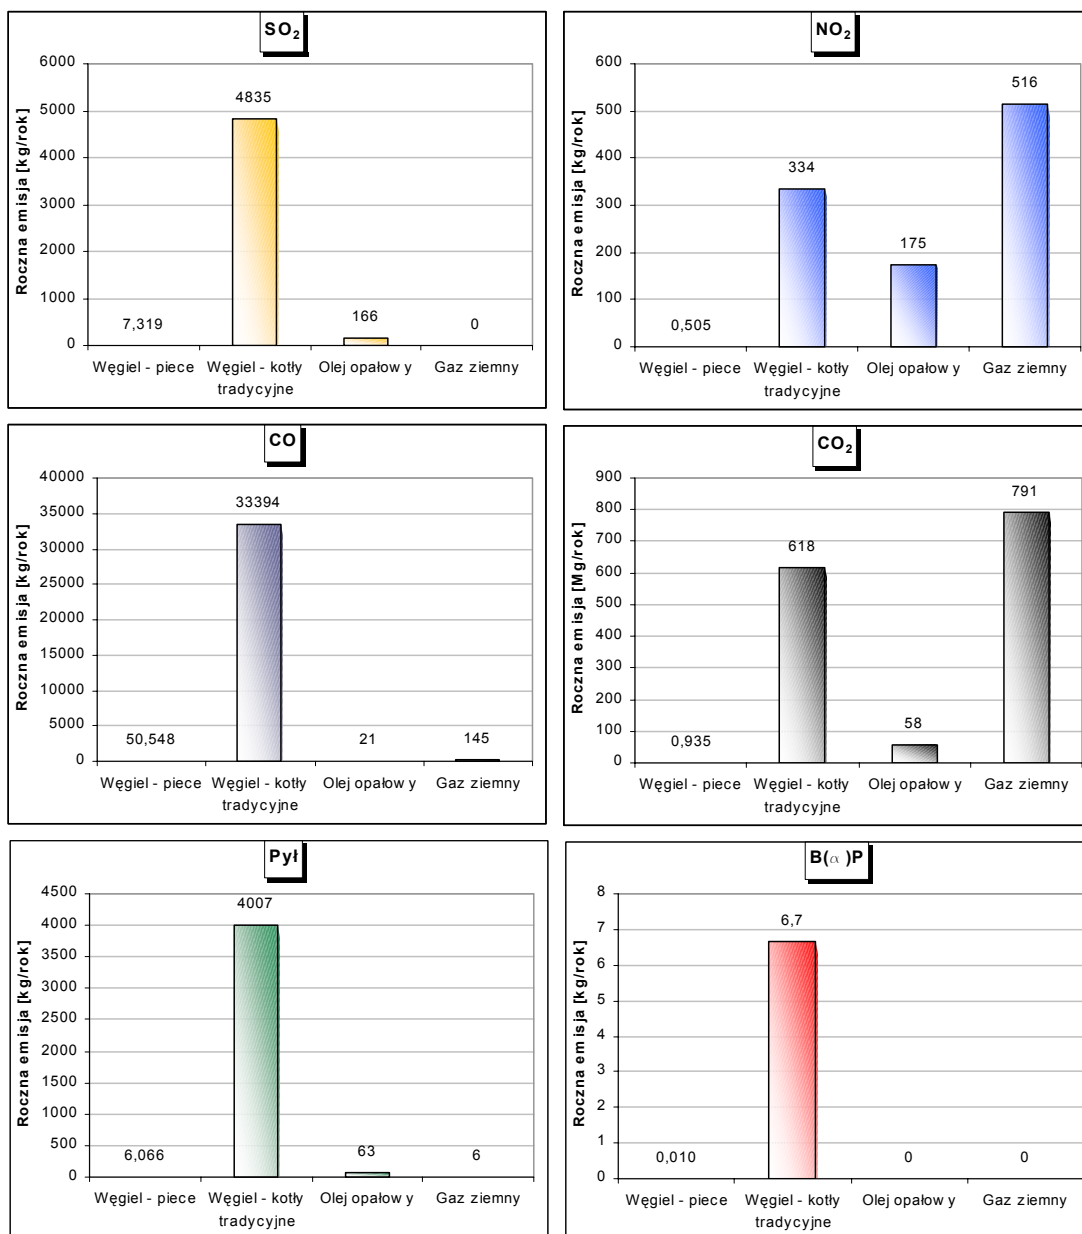 SO2
Roczna emisja [kg/rok]
6000
5000
4000
3000
2000
1000
0
7,319
4835
166
0
Węgiel - piece
Węgiel - kotły
tradycyjne
Olej opałow y
Gaz ziemny
NO2
Roczna emisja [kg/rok]
600
500
400
300
200
100
0
0,505
334
175
516
Węgiel - piece
Węgiel - kotły
tradycyjne
Olej opałow y
Gaz ziemny
CO
Roczna emisja [kg/rok]
40000
35000
30000
25000
20000
15000
10000
5000
0
50,548
33394
21
145
Węgiel - piece
Węgiel - kotły
tradycyjne
Olej opałow y
Gaz ziemny
CO2
Roczna emisja [Mg/rok]
900
800
700
600
500
400
300
200
100
0
0,935
618
58
791
Węgiel - piece
Węgiel - kotły
tradycyjne
Olej opałow y
Gaz ziemny
Pył
Roczna emisja [kg/rok]
4500
4000
3500
3000
2500
2000
1500
1000
500
0
6,066
4007
63
6
Węgiel - piece
Węgiel - kotły
tradycyjne
Olej opałow y
Gaz ziemny
B(α)P
Roczna emisja [kg/rok]
8
7
6
5
4
3
2
1
0
0,010
6,7
0
0
Węgiel - piece
Węgiel - kotły
tradycyjne
Olej opałow y
Gaz ziemny